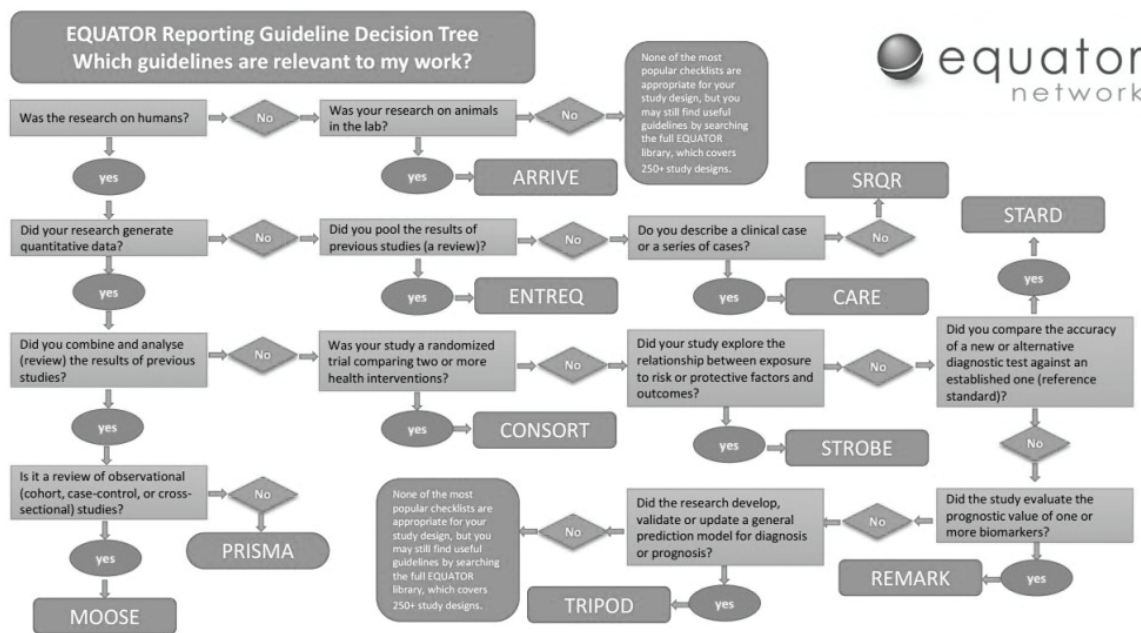 EQUATOR Reporting Guideline Decision Tree
Which guidelines are relevant to my work?
equator
network
Was the research on humans?
No
Was your research on animals
in the lab?
No
None of the most
popular checklists are
appropriate for your
study design, but you
may still find useful
guidelines by searching
the full EQUATOR
library, which covers
250+ study designs.
yes
yes
ARRIVE
SRQR
STARD
Did your research generate
quantitative data?
No
Did you pool the results of
previous studies (a review)?
No
Do you describe a clinical case
or a series of cases?
No
yes
yes
ENTREQ
yes
CARE
yes
Did you combine and analyse
(review) the results of previous
studies?
No
Was your study a randomized
trial comparing two or more
health interventions?
No
Did your study explore the
relationship between exposure
to risk or protective factors and
outcomes?
No
Did you compare the accuracy
of a new or alternative
diagnostic test against an
established one (reference
standard)?
yes
yes
CONSORT
yes
STROBE
No
Is it a review of observational
(cohort, case-control, or cross-
sectional) studies?
No
PRISMA
None of the most
popular checklists are
appropriate for your
study design, but you
may still find useful
guidelines by searching
the full EQUATOR
library, which covers
250+ study designs.
No
Did the research develop,
validate or update a general
prediction model for diagnosis
or prognosis?
No
Did the study evaluate the
prognostic value of one or
more biomarkers?
yes
MOOSE
TRIPOD
yes
REMARK
yes